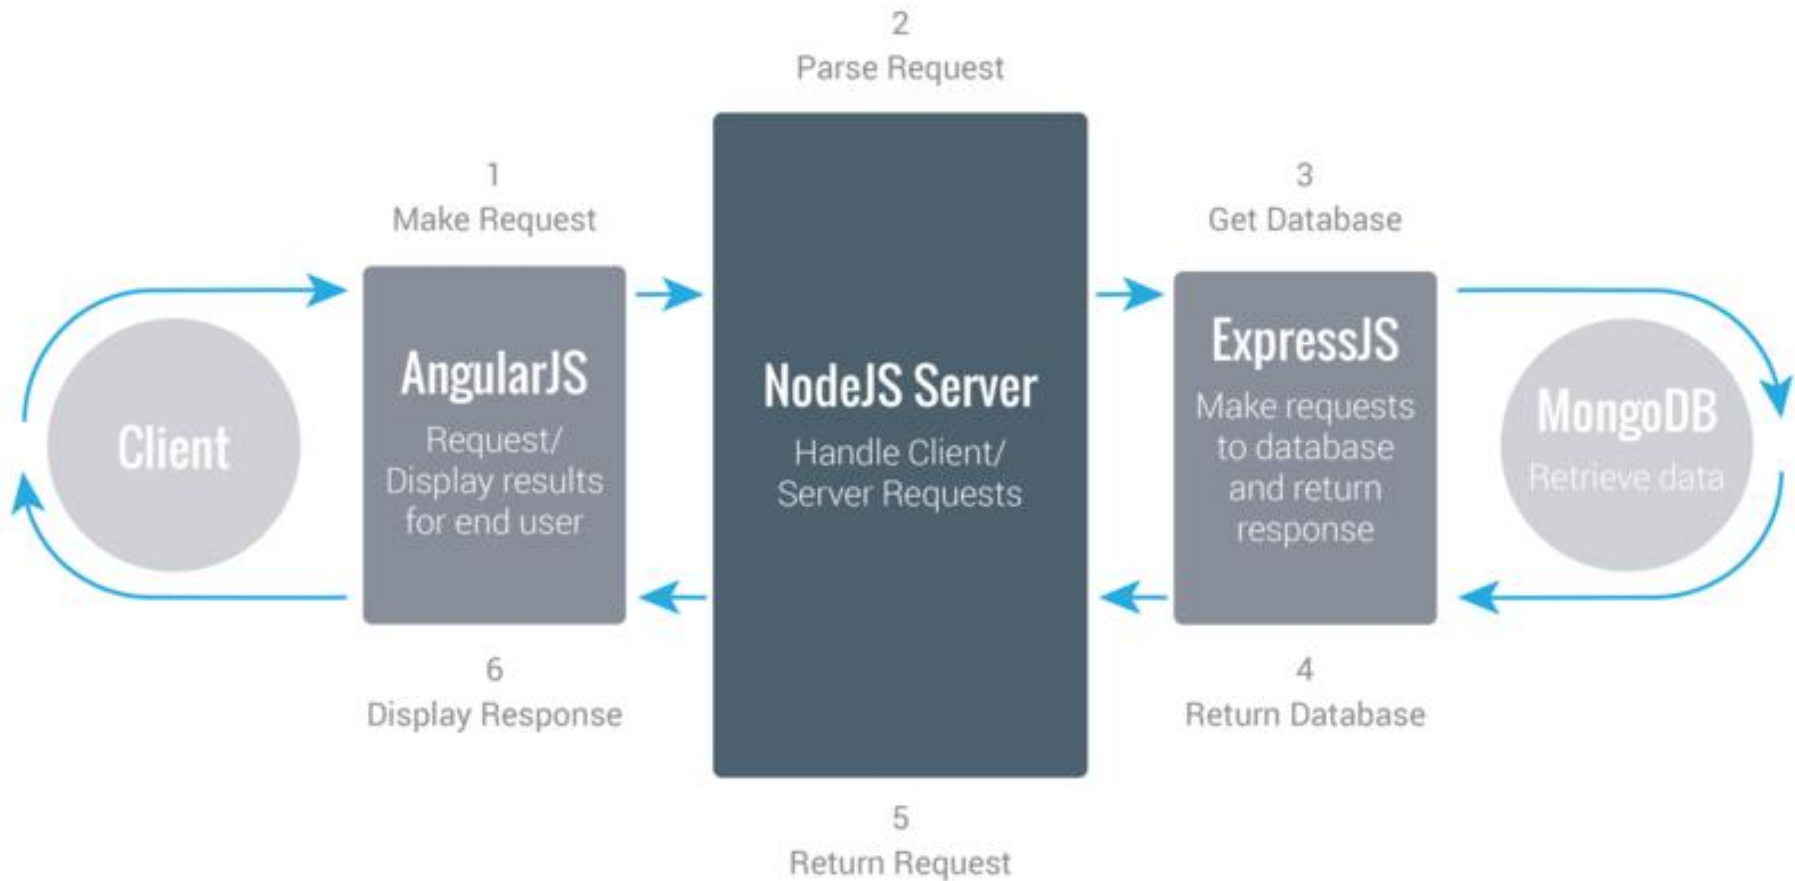 2
Parse Request
1
Make Request
3
Get Database
Client
AngularJS
Request/
Display results
for end user
NodeJS Server
Handle Client/
Server Requests
ExpressJS
Make requests
to database
and return
response
MongoDB
Retrieve data
6
Display Response
4
Return Database
5
Return Request